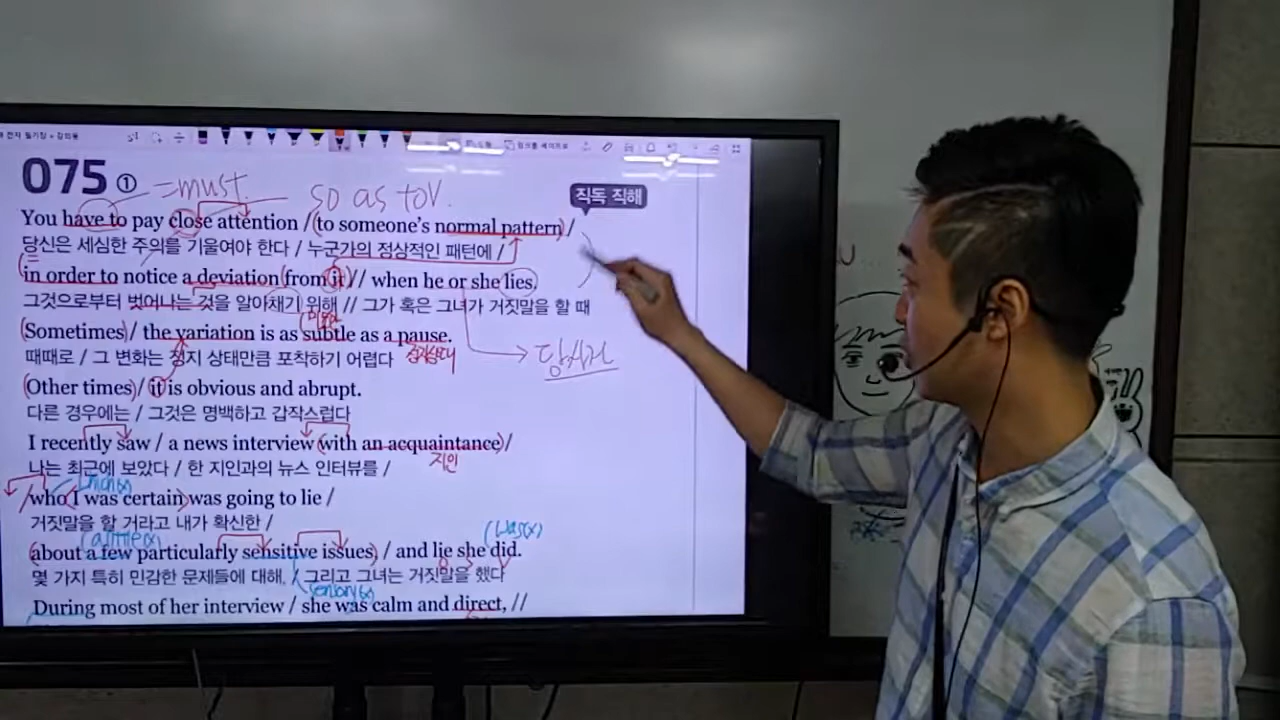 075 ① =must so as to V.
직독 직해
You have to pay close attention / (to someone's normal pattern) /
당신은 세심한 주의를 기울여야 한다 / 누군가의 정상적인 패턴에 /
(in order to notice a deviation (from it) // when he or she lies,
그것으로부터 벗어나는 것을 알아채기 위해 // 그가 혹은 그녀가 거짓말을 할 때
(Sometimes) / the variation is as subtle as a pause.
때때로 / 그 변화는 정지 상태만큼 포착하기 어렵다
(Other times) / it is obvious and abrupt.
다른 경우에는 / 그것은 명백하고 갑작스럽다
I recently saw / a news interview (with an acquaintance) /
지인
나는 최근에 보았다 / 한 지인과의 뉴스 인터뷰를 /
which(x)
/ who (I was certain) was going to lie /
거짓말을 할 거라고 내가 확신한 /
(a little(x) (was(x)
(about a few particularly sensitive issues) / and lie she did.
몇 가지 특히 민감한 문제들에 대해, / 그리고 그녀는 거짓말을 했다
sensory(x)
During most of her interview / she was calm and direct, //